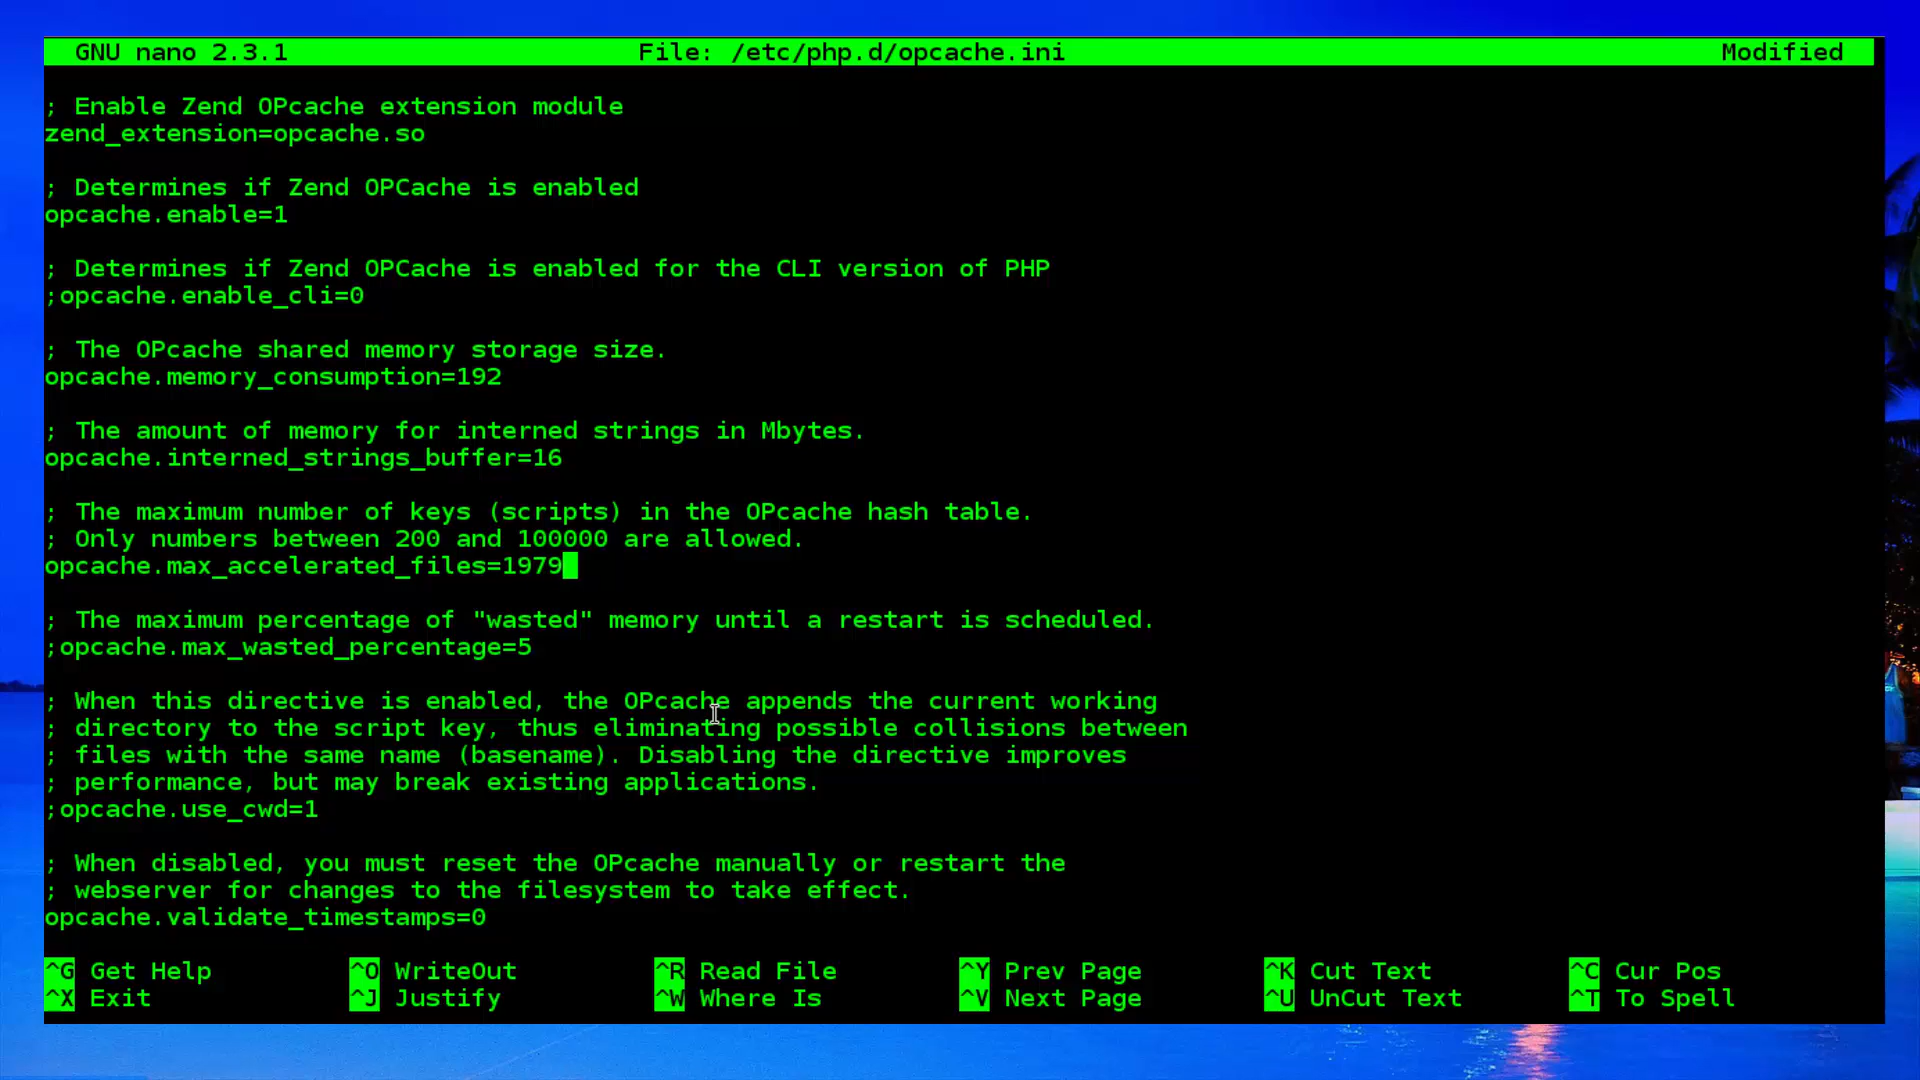 GNU nano 2.3.1 File: /etc/php.d/opcache.ini Modified
; Enable Zend OPcache extension module
zend_extension=opcache.so
; Determines if Zend OPCache is enabled
opcache.enable=1
; Determines if Zend OPCache is enabled for the CLI version of PHP
;opcache.enable_cli=0
; The OPcache shared memory storage size.
opcache.memory_consumption=192
; The amount of memory for interned strings in Mbytes.
opcache.interned_strings_buffer=16
; The maximum number of keys (scripts) in the OPcache hash table.
; Only numbers between 200 and 100000 are allowed.
opcache.max_accelerated_files=1979
; The maximum percentage of "wasted" memory until a restart is scheduled.
;opcache.max_wasted_percentage=5
; When this directive is enabled, the OPcache appends the current working
; directory to the script key, thus eliminating possible collisions between
; files with the same name (basename). Disabling the directive improves
; performance, but may break existing applications.
;opcache.use_cwd=1
; When disabled, you must reset the OPcache manually or restart the
; webserver for changes to the filesystem to take effect.
opcache.validate_timestamps=0
^G Get Help ^O WriteOut ^R Read File ^Y Prev Page ^K Cut Text ^C Cur Pos
^X Exit ^J Justify ^W Where Is ^V Next Page ^U UnCut Text ^T To Spell